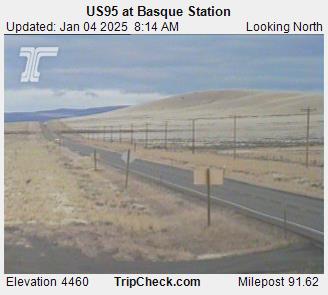 US95 at Basque Station
Updated: Jan 04 2025 8:14 AM Looking North
Elevation 4460 TripCheck.com Milepost 91.62